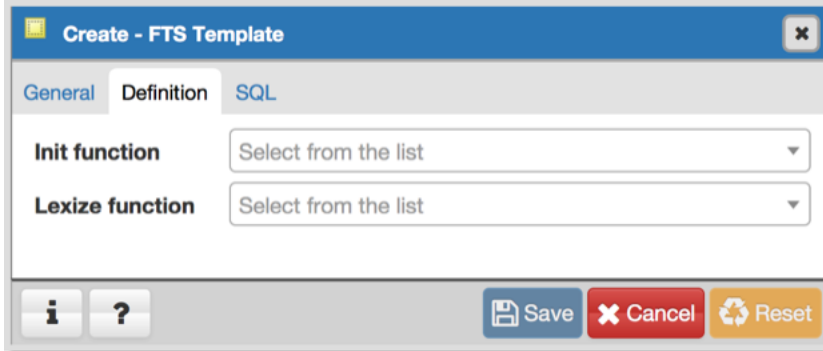 Create - FTS Template
General Definition SQL
Init function Select from the list
Lexize function Select from the list
i ? Save Cancel Reset